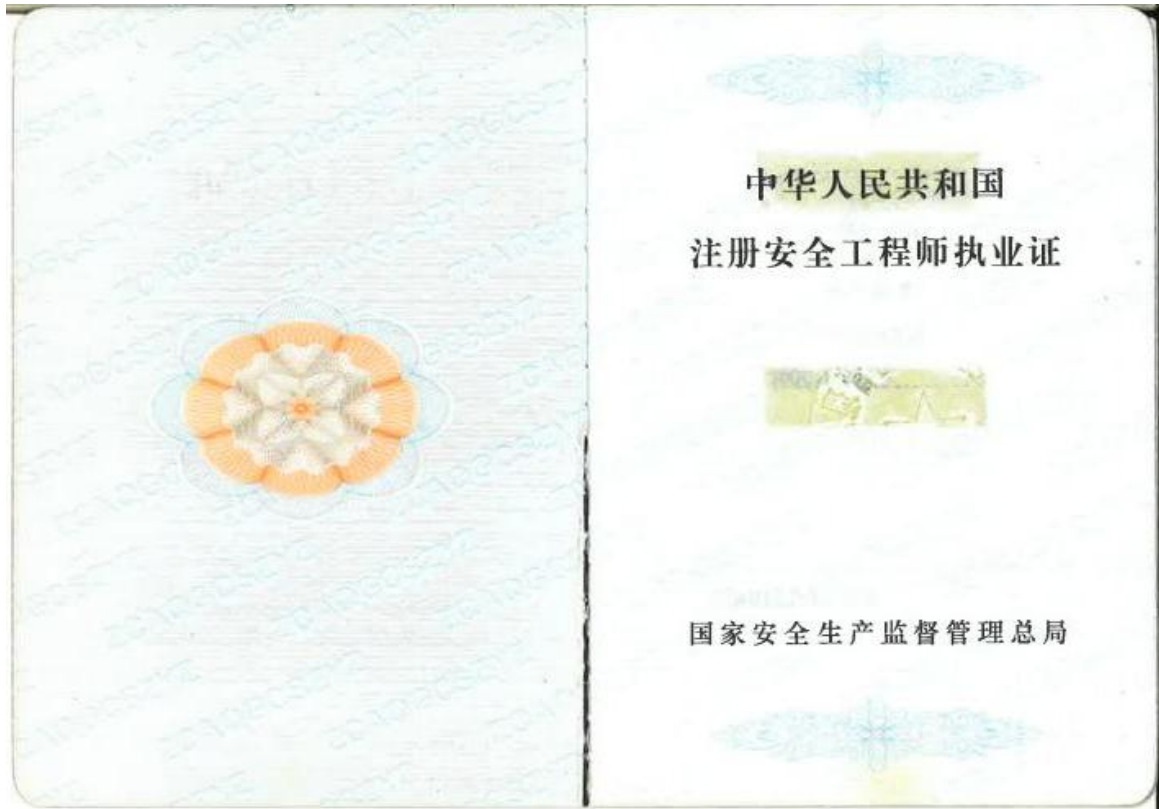 中华人民共和国
注册安全工程师执业证
国家安全生产监督管理总局